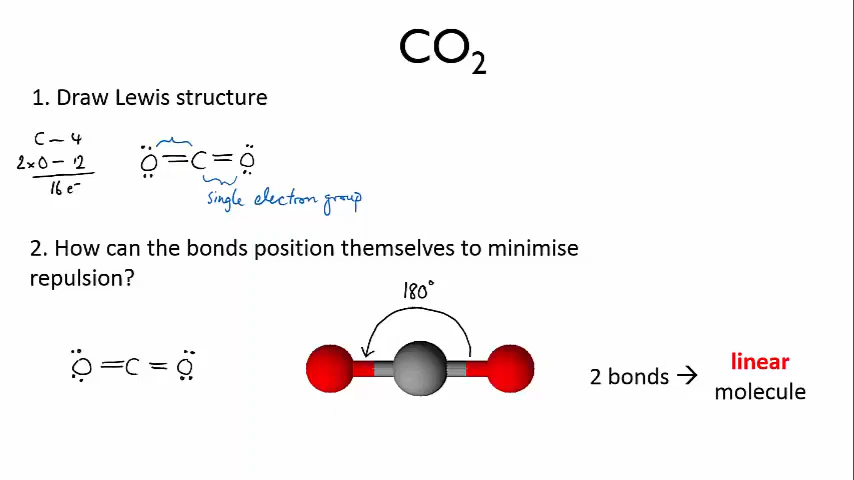 CO₂
1. Draw Lewis structure
C – 4
2×O – 12
16 e⁻
O = C = O
single electron group
2. How can the bonds position themselves to minimise
repulsion?
180°
O = C = O
2 bonds → linear
molecule